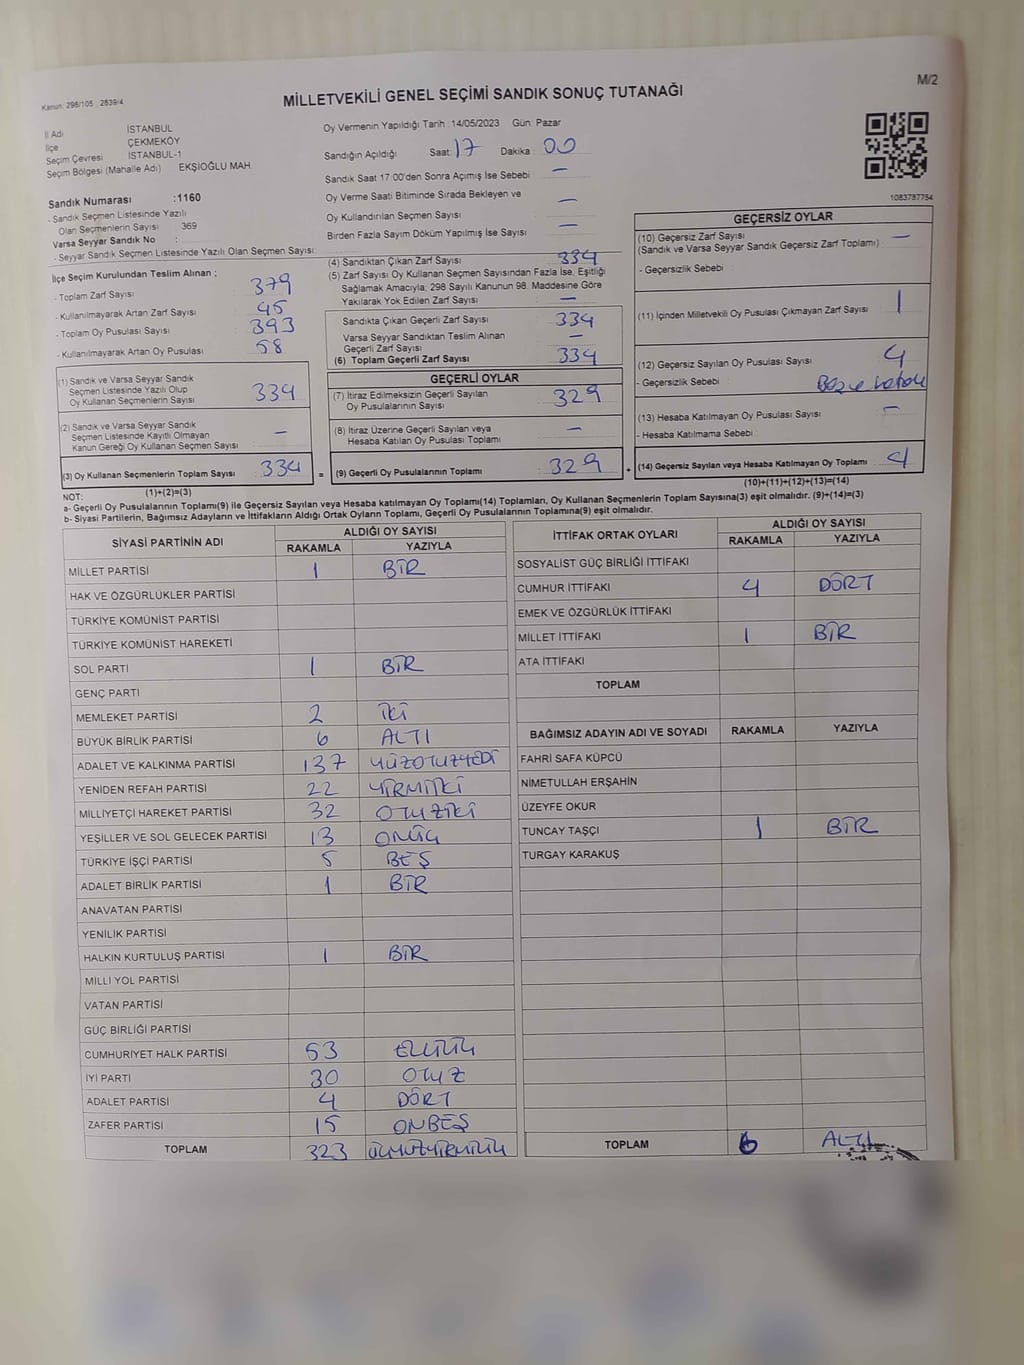 M/2
Kanun. 298/105 . 2839/4
MİLLETVEKİLİ GENEL SEÇİMİ SANDIK SONUÇ TUTANAĞI
İl Adı İSTANBUL
İlçe ÇEKMEKÖY
Seçim Çevresi İSTANBUL-1
Seçim Bölgesi (Mahalle Adı) EKŞİOĞLU MAH.
Sandık Numarası :1160
- Sandık Seçmen Listesinde Yazılı
Olan Seçmenlerin Sayısı : 369
Varsa Seyyar Sandık No :
- Seyyar Sandık Seçmen Listesinde Yazılı Olan Seçmen Sayısı:
İlçe Seçim Kurulundan Teslim Alınan ;
- Toplam Zarf Sayısı : 379
- Kullanılmayarak Artan Zarf Sayısı : 45
- Toplam Oy Pusulası Sayısı : 393
- Kullanılmayarak Artan Oy Pusulası : 58
(1) Sandık ve Varsa Seyyar Sandık
Seçmen Listesinde Yazılı Olup
Oy Kullanan Seçmenlerin Sayısı 334
(2) Sandık ve Varsa Seyyar Sandık
Seçmen Listesinde Kayıtlı Olmayan
Kanun Gereği Oy Kullanan Seçmen Sayısı —
(3) Oy Kullanan Seçmenlerin Toplam Sayısı 334 =
(1)+(2)=(3)
Oy Vermenin Yapıldığı Tarih : 14/05/2023 Gün: Pazar
Sandığın Açıldığı Saat: 17 Dakika : 00
Sandık Saat 17:00'den Sonra Açımış İse Sebebi : —
Oy Verme Saati Bitiminde Sırada Bekleyen ve
Oy Kullandırılan Seçmen Sayısı : —
Birden Fazla Sayım Döküm Yapılmış İse Sayısı : —
(4) Sandıktan Çıkan Zarf Sayısı : 334
(5) Zarf Sayısı Oy Kullanan Seçmen Sayısından Fazla İse, Eşitliği
Sağlamak Amacıyla, 298 Sayılı Kanunun 98. Maddesine Göre
Yakılarak Yok Edilen Zarf Sayısı : —
Sandıkta Çıkan Geçerli Zarf Sayısı : 334
Varsa Seyyar Sandıktan Teslim Alınan
Geçerli Zarf Sayısı :
(6) Toplam Geçerli Zarf Sayısı : 334
GEÇERLİ OYLAR
(7) İtiraz Edilmeksizin Geçerli Sayılan
Oy Pusulalarının Sayısı : 329
(8) İtiraz Üzerine Geçerli Sayılan veya
Hesaba Katılan Oy Pusulası Toplamı : —
(9) Geçerli Oy Pusulalarının Toplamı : 329 +
1083787754
GEÇERSİZ OYLAR
(10) Geçersiz Zarf Sayısı : —
(Sandık ve Varsa Seyyar Sandık Geçersiz Zarf Toplamı)
- Geçersizlik Sebebi :
(11) İçinden Milletvekili Oy Pusulası Çıkmayan Zarf Sayısı : 1
(12) Geçersiz Sayılan Oy Pusulası Sayısı : 4
- Geçersizlik Sebebi :
(13) Hesaba Katılmayan Oy Pusulası Sayısı : —
- Hesaba Katılmama Sebebi :
(14) Geçersiz Sayılan veya Hesaba Katılmayan Oy Toplamı : 4
(10)+(11)+(12)+(13)=(14)
NOT:
a- Geçerli Oy Pusulalarının Toplamı(9) ile Geçersiz Sayılan veya Hesaba katılmayan Oy Toplamı(14) Toplamları, Oy Kullanan Seçmenlerin Toplam Sayısına(3) eşit olmalıdır. (9)+(14)=(3)
b- Siyasi Partilerin, Bağımsız Adayların ve İttifakların Aldığı Ortak Oyların Toplamı, Geçerli Oy Pusulalarının Toplamına(9) eşit olmalıdır.
SİYASİ PARTİNİN ADI ALDIĞI OY SAYISI
RAKAMLA YAZIYLA
MİLLET PARTİSİ 1 BİR
HAK VE ÖZGÜRLÜKLER PARTİSİ
TÜRKİYE KOMÜNİST PARTİSİ
TÜRKİYE KOMÜNİST HAREKETİ
SOL PARTİ 1 BİR
GENÇ PARTİ
MEMLEKET PARTİSİ 2 İKİ
BÜYÜK BİRLİK PARTİSİ 6 ALTI
ADALET VE KALKINMA PARTİSİ 137 YÜZOTUZYEDİ
YENİDEN REFAH PARTİSİ 22 YİRMİİKİ
MİLLİYETÇİ HAREKET PARTİSİ 32 OTUZİKİ
YEŞİLLER VE SOL GELECEK PARTİSİ 13 ONÜÇ
TÜRKİYE İŞÇİ PARTİSİ 5 BEŞ
ADALET BİRLİK PARTİSİ 1 BİR
ANAVATAN PARTİSİ
YENİLİK PARTİSİ
HALKIN KURTULUŞ PARTİSİ 1 BİR
MİLLİ YOL PARTİSİ
VATAN PARTİSİ
GÜÇ BİRLİĞİ PARTİSİ
CUMHURİYET HALK PARTİSİ 53 ELLİÜÇ
İYİ PARTİ 30 OTUZ
ADALET PARTİSİ 4 DÖRT
ZAFER PARTİSİ 15 ONBEŞ
TOPLAM 323 ÜÇYÜZYİRMİÜÇ
İTTİFAK ORTAK OYLARI ALDIĞI OY SAYISI
RAKAMLA YAZIYLA
SOSYALİST GÜÇ BİRLİĞİ İTTİFAKI
CUMHUR İTTİFAKI 4 DÖRT
EMEK VE ÖZGÜRLÜK İTTİFAKI
MİLLET İTTİFAKI 1 BİR
ATA İTTİFAKI
TOPLAM
BAĞIMSIZ ADAYIN ADI VE SOYADI RAKAMLA YAZIYLA
FAHRİ SAFA KÜPCÜ
NİMETULLAH ERŞAHİN
ÜZEYFE OKUR
TUNCAY TAŞÇI 1 BİR
TURGAY KARAKUŞ
TOPLAM 6 ALTI